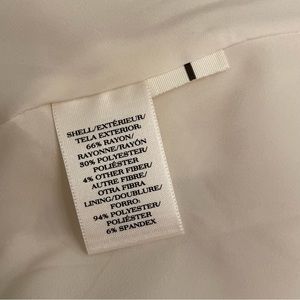 SHELL/EXTÉRIEUR/
TELA EXTERIOR:
66% RAYON/
RAYONNE/RAYÓN
30% POLYESTER/
POLIÉSTER
4% OTHER FIBER/
AUTRE FIBRE/
OTRA FIBRA
LINING/DOUBLURE/
FORRO:
94% POLYESTER/
POLIÉSTER
6% SPANDEX